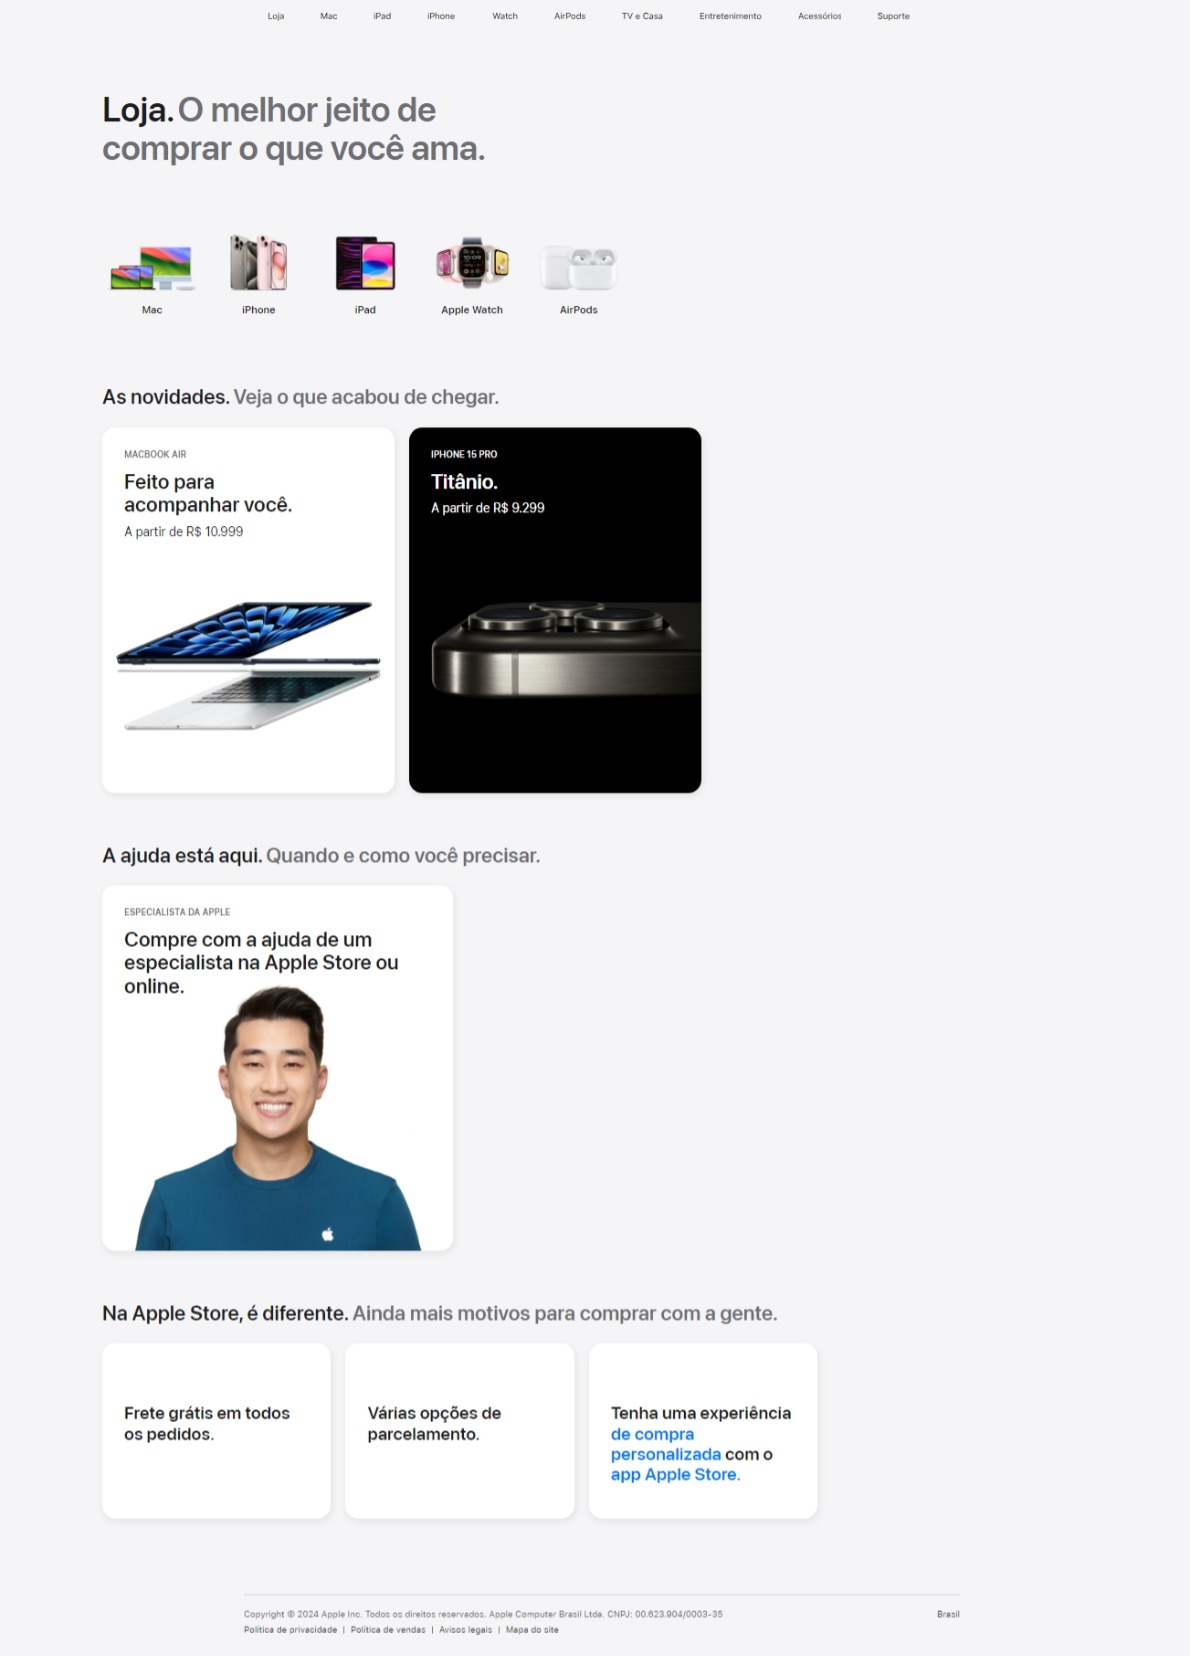 Loja Mac iPad iPhone Watch AirPods TV e Casa Entretenimento Acessórios Suporte
Loja. O melhor jeito de
comprar o que você ama.
Mac iPhone iPad Apple Watch AirPods
As novidades. Veja o que acabou de chegar.
MACBOOK AIR
Feito para
acompanhar você.
A partir de R$ 10.999
IPHONE 15 PRO
Titânio.
A partir de R$ 9.299
A ajuda está aqui. Quando e como você precisar.
ESPECIALISTA DA APPLE
Compre com a ajuda de um
especialista na Apple Store ou
online.
Na Apple Store, é diferente. Ainda mais motivos para comprar com a gente.
Frete grátis em todos
os pedidos.
Várias opções de
parcelamento.
Tenha uma experiência
de compra
personalizada com o
app Apple Store.
Copyright © 2024 Apple Inc. Todos os direitos reservados. Apple Computer Brasil Ltda. CNPJ: 00.623.904/0003-35 Brasil
Política de privacidade | Política de vendas | Avisos legais | Mapa do site